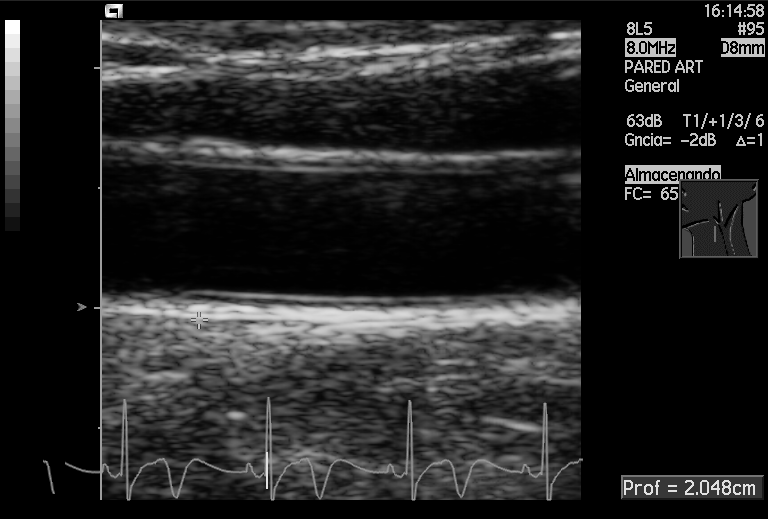 16:14:58
8L5 #95
8.0MHz 08mm
PARED ART
General
63dB T1/+1/3/ 6
Gncia= -2dB Δ=1
Almacenando
FC= 65
Prof = 2.048cm